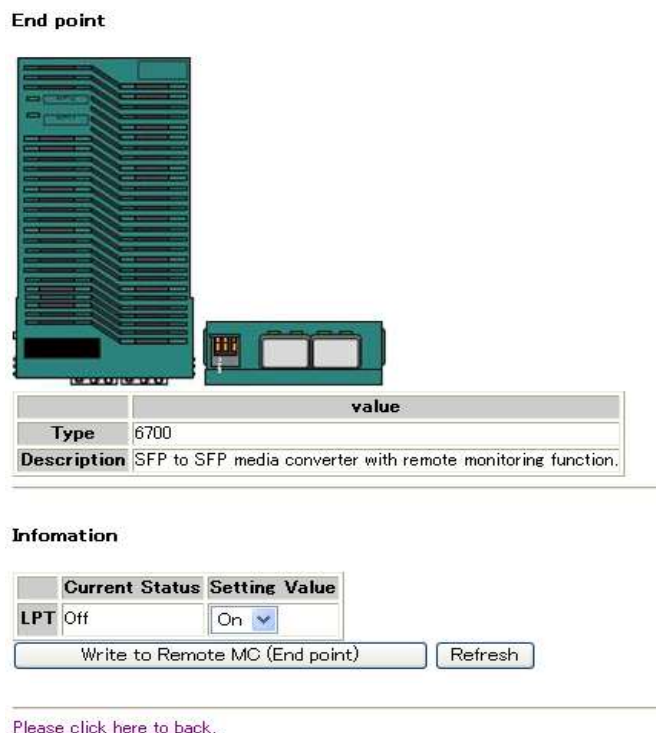 End point
value
Type 6700
Description SFP to SFP media converter with remote monitoring function.
Infomation
Current Status Setting Value
LPT Off On
Write to Remote MC (End point) Refresh
Please click here to back.